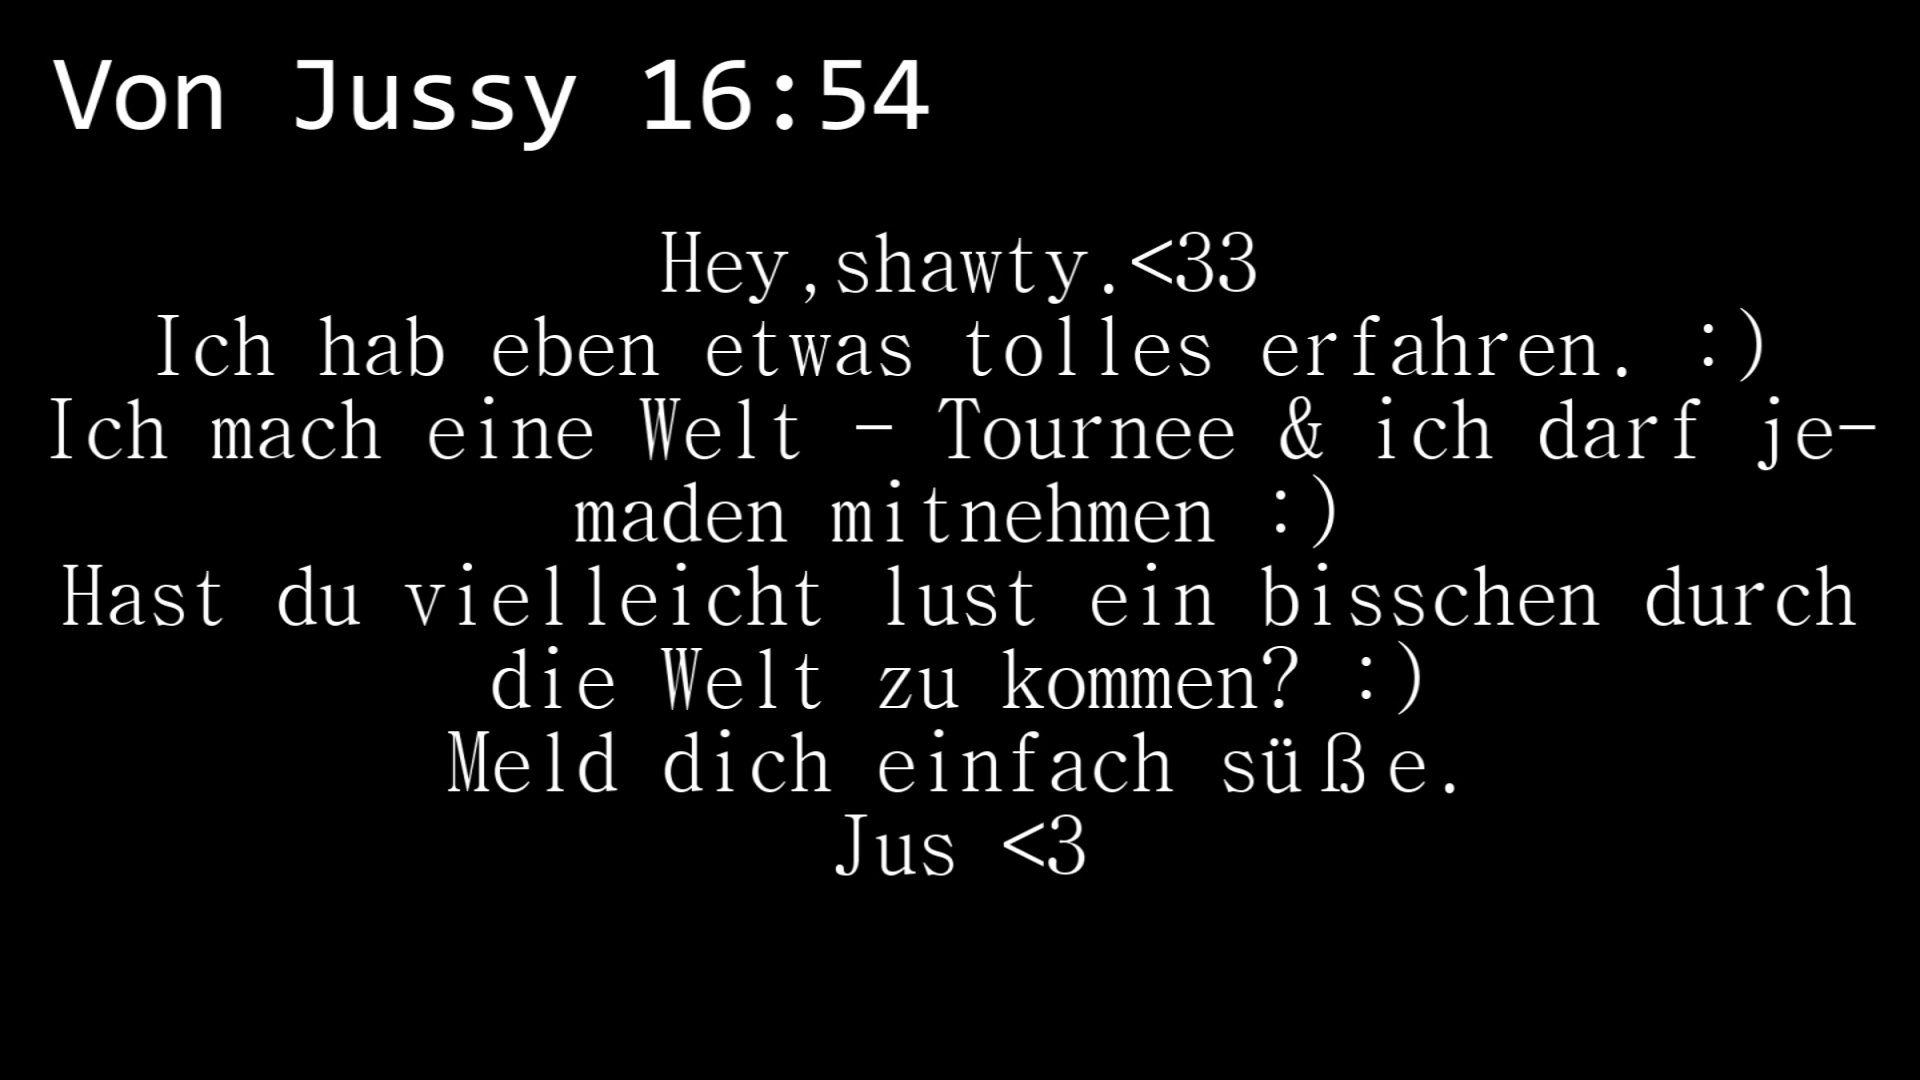 Von Jussy 16:54
Hey,shawty.<33
Ich hab eben etwas tolles erfahren. :)
Ich mach eine Welt - Tournee & ich darf je-
maden mitnehmen :)
Hast du vielleicht lust ein bisschen durch
die Welt zu kommen? :)
Meld dich einfach süße.
Jus <3